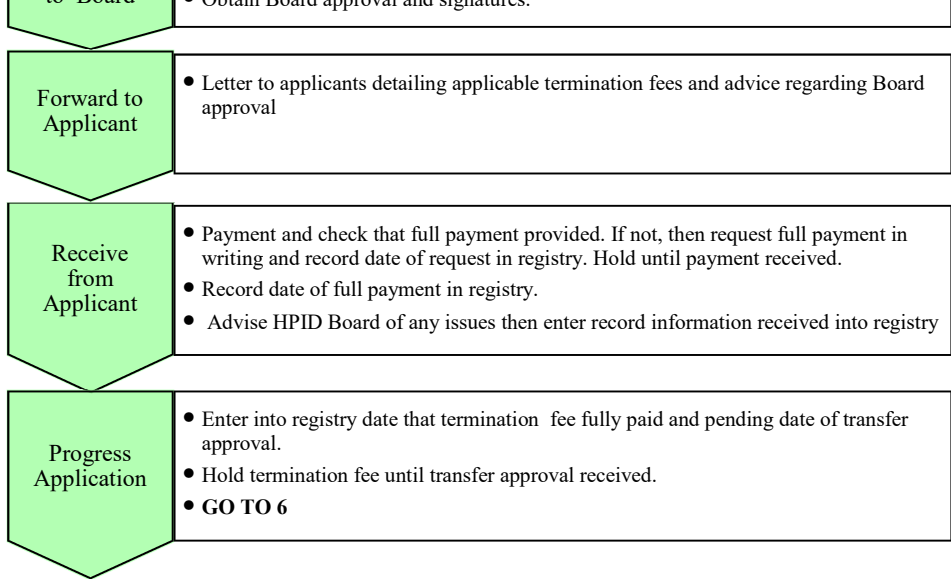 to Board
• Obtain Board approval and signatures.
Forward to
Applicant
• Letter to applicants detailing applicable termination fees and advice regarding Board
approval
Receive
from
Applicant
• Payment and check that full payment provided. If not, then request full payment in
writing and record date of request in registry. Hold until payment received.
• Record date of full payment in registry.
• Advise HPID Board of any issues then enter record information received into registry
Progress
Application
• Enter into registry date that termination fee fully paid and pending date of transfer
approval.
• Hold termination fee until transfer approval received.
• GO TO 6